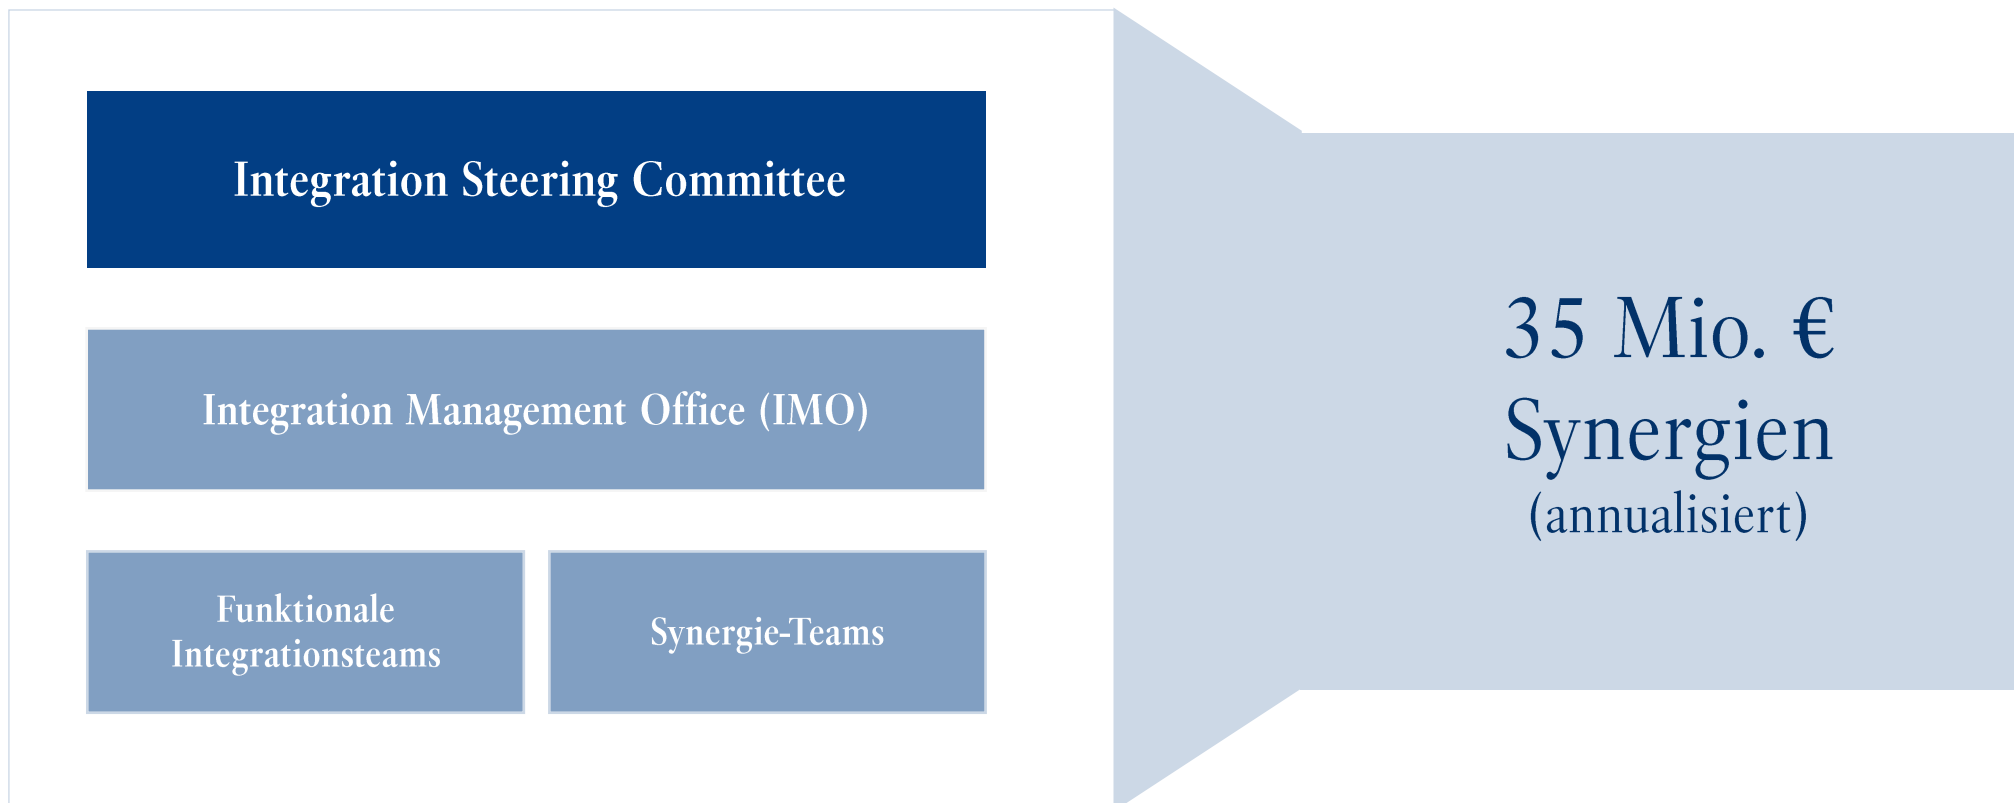 Integration Steering Committee
Integration Management Office (IMO)
Funktionale
Integrationsteams
Synergie-Teams
35 Mio. €
Synergien
(annualisiert)